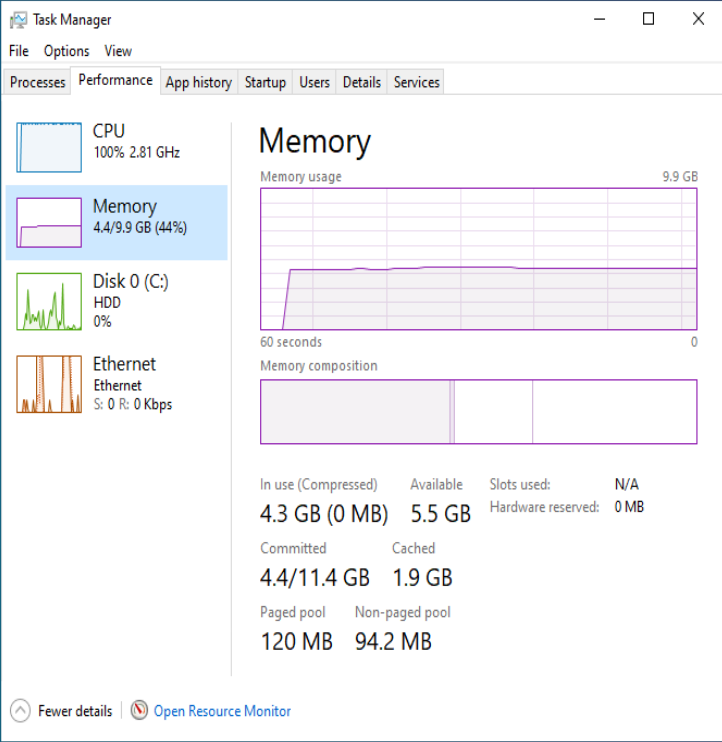 Task Manager
File Options View
Processes Performance App history Startup Users Details Services
CPU
100% 2.81 GHz
Memory
4.4/9.9 GB (44%)
Disk 0 (C:)
HDD
0%
Ethernet
Ethernet
S: 0 R: 0 Kbps
Memory
Memory usage 9.9 GB
60 seconds 0
Memory composition
In use (Compressed) Available
4.3 GB (0 MB) 5.5 GB
Slots used: N/A
Hardware reserved: 0 MB
Committed Cached
4.4/11.4 GB 1.9 GB
Paged pool Non-paged pool
120 MB 94.2 MB
Fewer details Open Resource Monitor